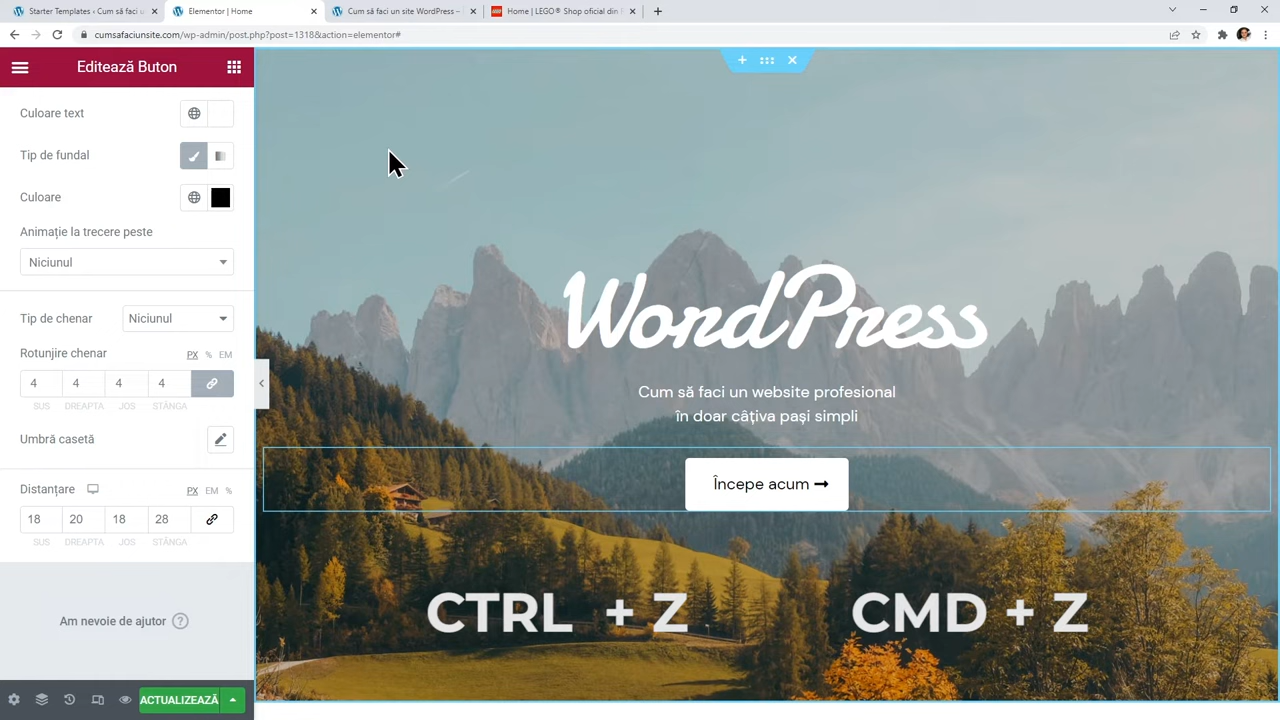 Starter Templates ‹ Cum să faci u
Elementor | Home
Cum să faci un site WordPress –
Home | LEGO® Shop oficial din
cumsafaciunsite.com/wp-admin/post.php?post=1318&action=elementor#
Editează Buton
Culoare text
Tip de fundal
Culoare
Animație la trecere peste
Niciunul
Tip de chenar
Niciunul
Rotunjire chenar
PX % EM
4 4 4 4
SUS DREAPTA JOS STÂNGA
Umbră casetă
Distanțare
PX EM %
18 20 18 28
SUS DREAPTA JOS STÂNGA
Am nevoie de ajutor ?
ACTUALIZEAZĂ
WordPress
Cum să faci un website profesional
în doar câțiva pași simpli
Începe acum
CTRL + Z
CMD + Z